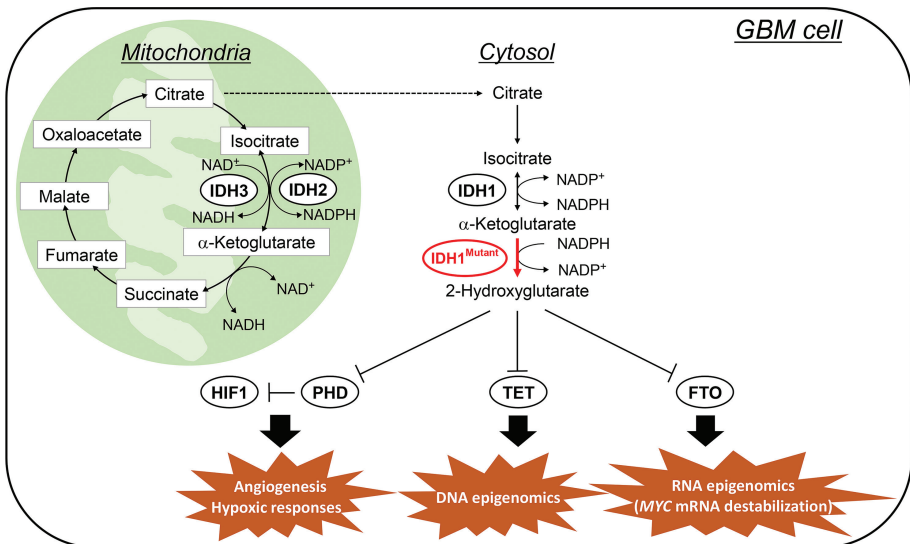 GBM cell
Mitochondria
Cytosol
Citrate
Citrate
Oxaloacetate
Isocitrate
Isocitrate
NAD⁺
NADP⁺
NADP⁺
IDH3
IDH2
IDH1
Malate
NADH
NADPH
NADPH
α-Ketoglutarate
α-Ketoglutarate
Fumarate
NADPH
IDH1^Mutant
NADP⁺
Succinate
NAD⁺
2-Hydroxyglutarate
NADH
HIF1
PHD
TET
FTO
Angiogenesis
Hypoxic responses
DNA epigenomics
RNA epigenomics
(MYC mRNA destabilization)